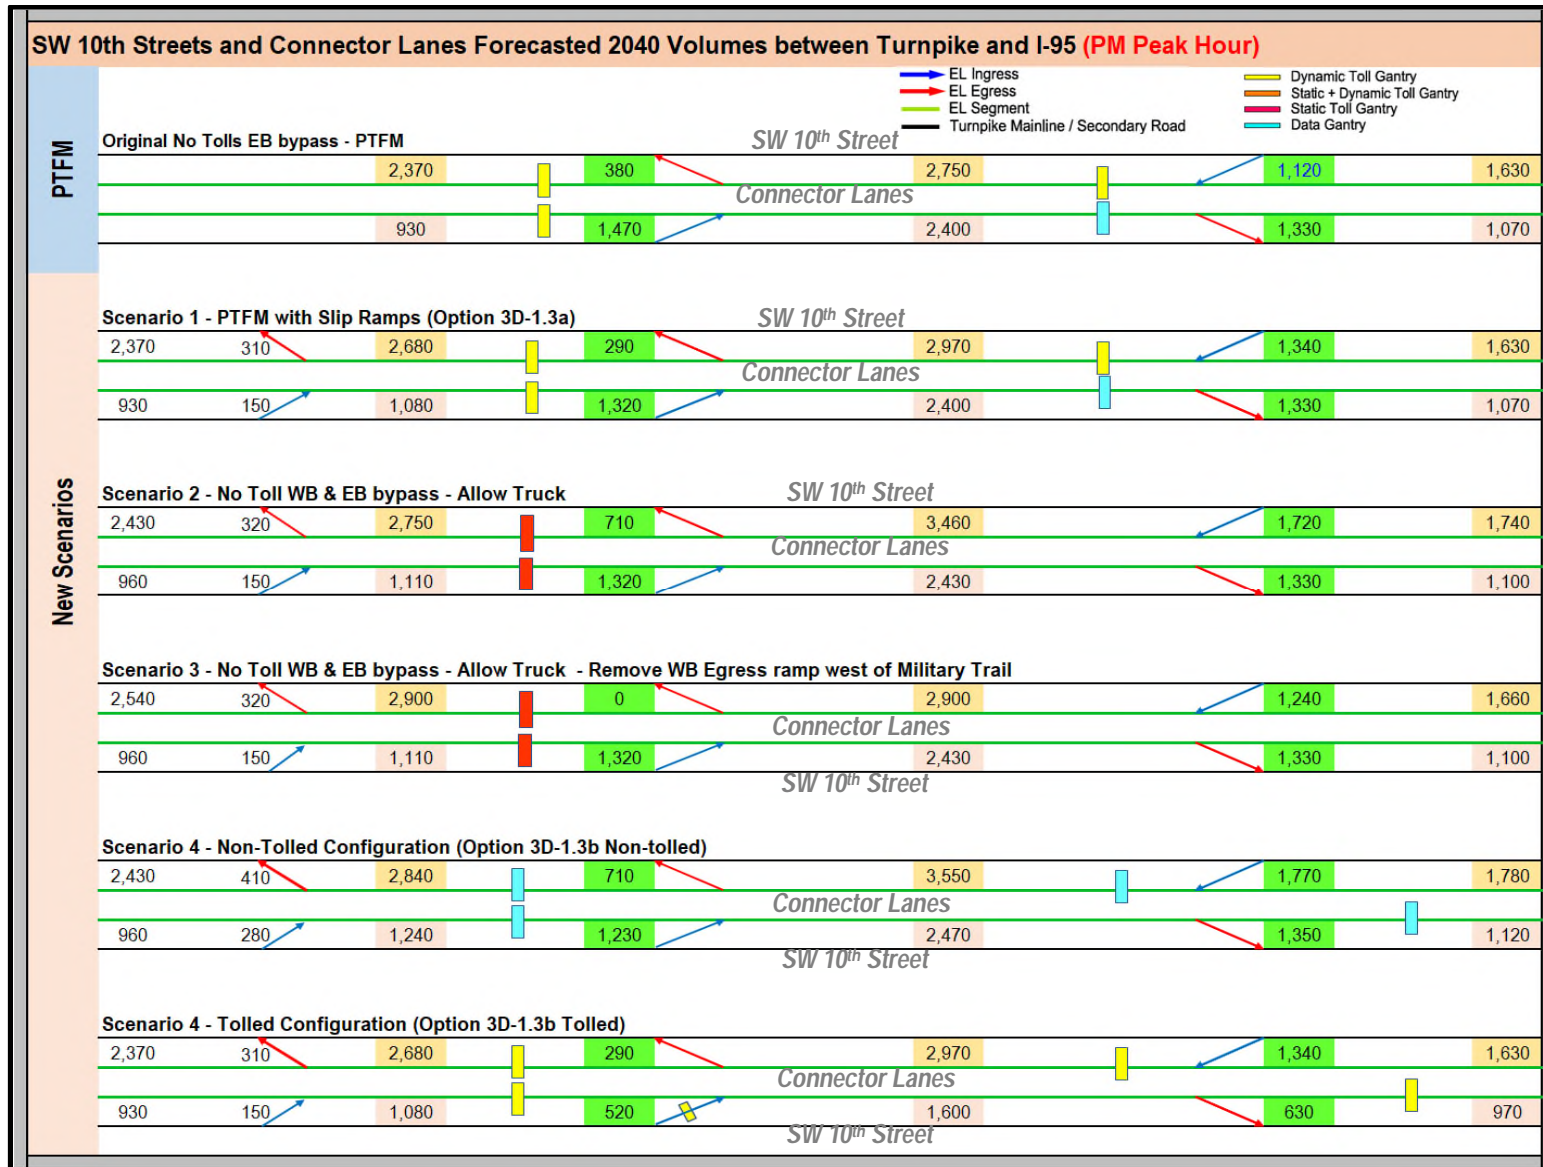 SW 10th Streets and Connector Lanes Forecasted 2040 Volumes between Turnpike and I-95 (PM Peak Hour)
EL Ingress
EL Egress
EL Segment
Turnpike Mainline / Secondary Road
Dynamic Toll Gantry
Static + Dynamic Toll Gantry
Static Toll Gantry
Data Gantry
PTFM
Original No Tolls EB bypass - PTFM
SW 10th Street
2,370 380 2,750 1,120 1,630
Connector Lanes
930 1,470 2,400 1,330 1,070
New Scenarios
Scenario 1 - PTFM with Slip Ramps (Option 3D-1.3a)
SW 10th Street
2,370 310 2,680 290 2,970 1,340 1,630
Connector Lanes
930 150 1,080 1,320 2,400 1,330 1,070
Scenario 2 - No Toll WB & EB bypass - Allow Truck
SW 10th Street
2,430 320 2,750 710 3,460 1,720 1,740
Connector Lanes
960 150 1,110 1,320 2,430 1,330 1,100
Scenario 3 - No Toll WB & EB bypass - Allow Truck - Remove WB Egress ramp west of Military Trail
2,540 320 2,900 0 2,900 1,240 1,660
Connector Lanes
960 150 1,110 1,320 2,430 1,330 1,100
SW 10th Street
Scenario 4 - Non-Tolled Configuration (Option 3D-1.3b Non-tolled)
2,430 410 2,840 710 3,550 1,770 1,780
Connector Lanes
960 280 1,240 1,230 2,470 1,350 1,120
SW 10th Street
Scenario 4 - Tolled Configuration (Option 3D-1.3b Tolled)
2,370 310 2,680 290 2,970 1,340 1,630
Connector Lanes
930 150 1,080 520 1,600 630 970
SW 10th Street